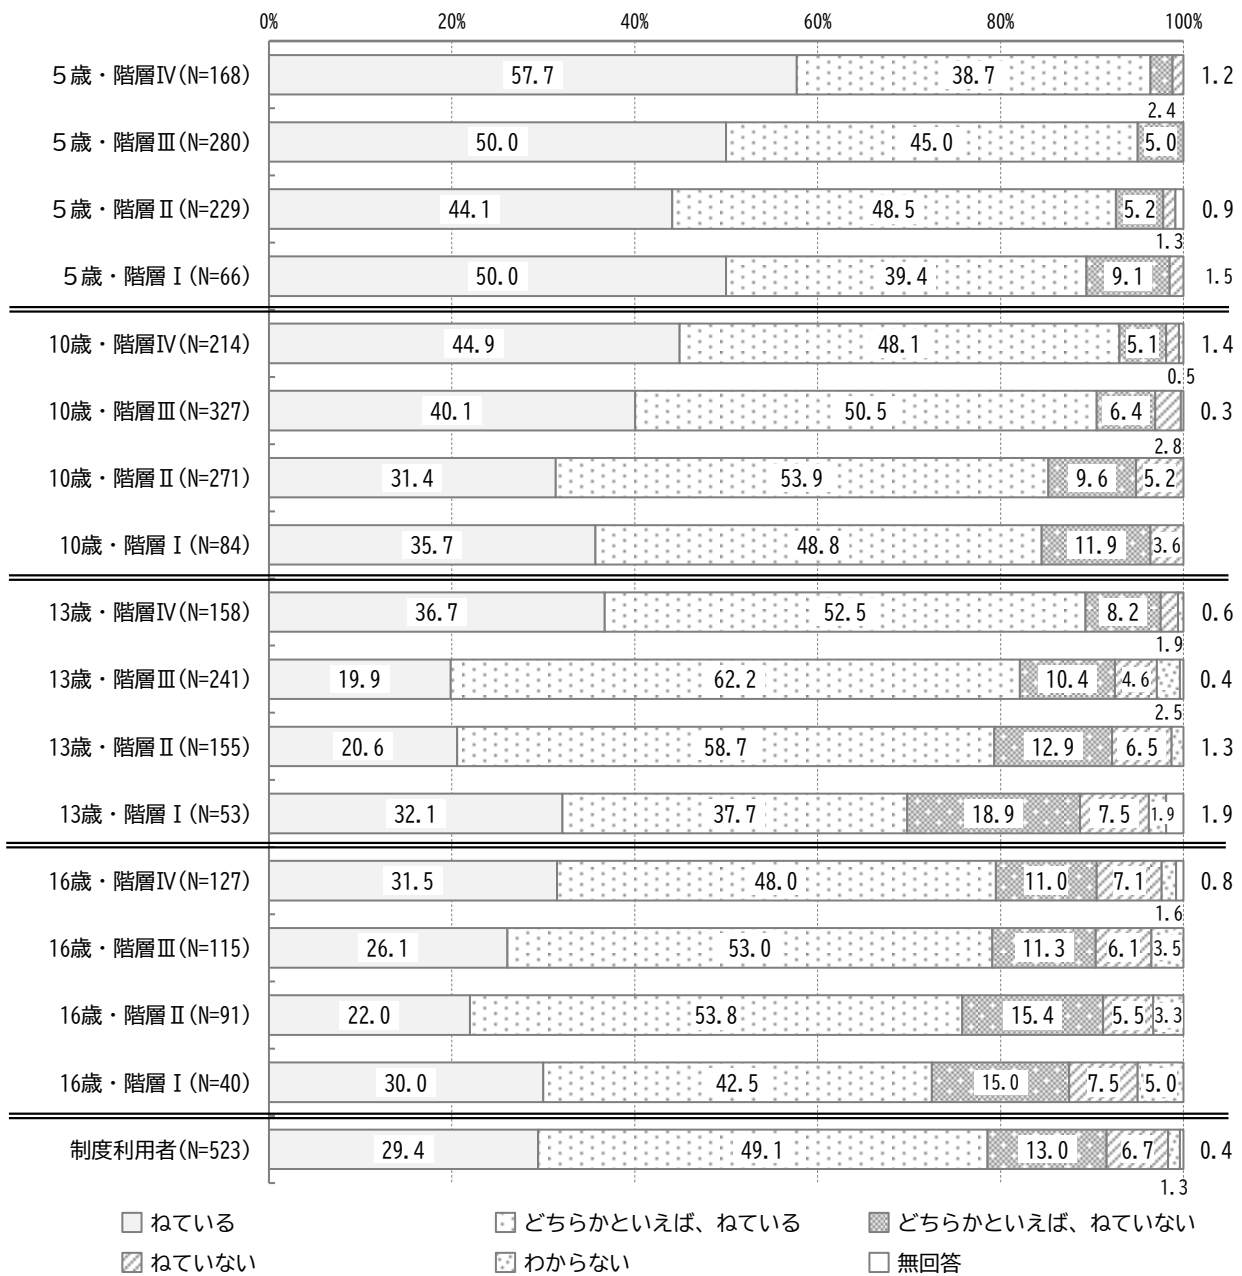 0% 20% 40% 60% 80% 100%
5歳・階層Ⅳ(N=168) 57.7 38.7 1.2
2.4
5歳・階層Ⅲ(N=280) 50.0 45.0 5.0
5歳・階層Ⅱ(N=229) 44.1 48.5 5.2 0.9
1.3
5歳・階層Ⅰ(N=66) 50.0 39.4 9.1 1.5
10歳・階層Ⅳ(N=214) 44.9 48.1 5.1 1.4
0.5
10歳・階層Ⅲ(N=327) 40.1 50.5 6.4 0.3
2.8
10歳・階層Ⅱ(N=271) 31.4 53.9 9.6 5.2
10歳・階層Ⅰ(N=84) 35.7 48.8 11.9 3.6
13歳・階層Ⅳ(N=158) 36.7 52.5 8.2 0.6
1.9
13歳・階層Ⅲ(N=241) 19.9 62.2 10.4 4.6 0.4
2.5
13歳・階層Ⅱ(N=155) 20.6 58.7 12.9 6.5 1.3
13歳・階層Ⅰ(N=53) 32.1 37.7 18.9 7.5 1.9 1.9
16歳・階層Ⅳ(N=127) 31.5 48.0 11.0 7.1 0.8
1.6
16歳・階層Ⅲ(N=115) 26.1 53.0 11.3 6.1 3.5
16歳・階層Ⅱ(N=91) 22.0 53.8 15.4 5.5 3.3
16歳・階層Ⅰ(N=40) 30.0 42.5 15.0 7.5 5.0
制度利用者(N=523) 29.4 49.1 13.0 6.7 0.4
1.3
ねている どちらかといえば、ねている どちらかといえば、ねていない
ねていない わからない 無回答